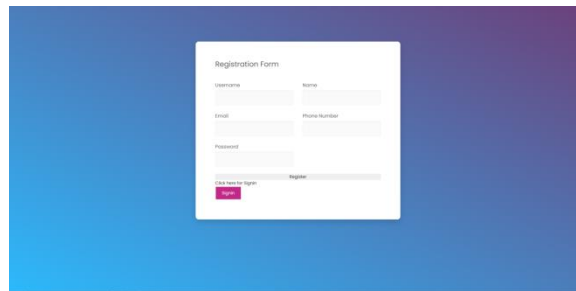 Registration Form
Username Name
Email Phone Number
Password
Register
Click here for Signin
Signin